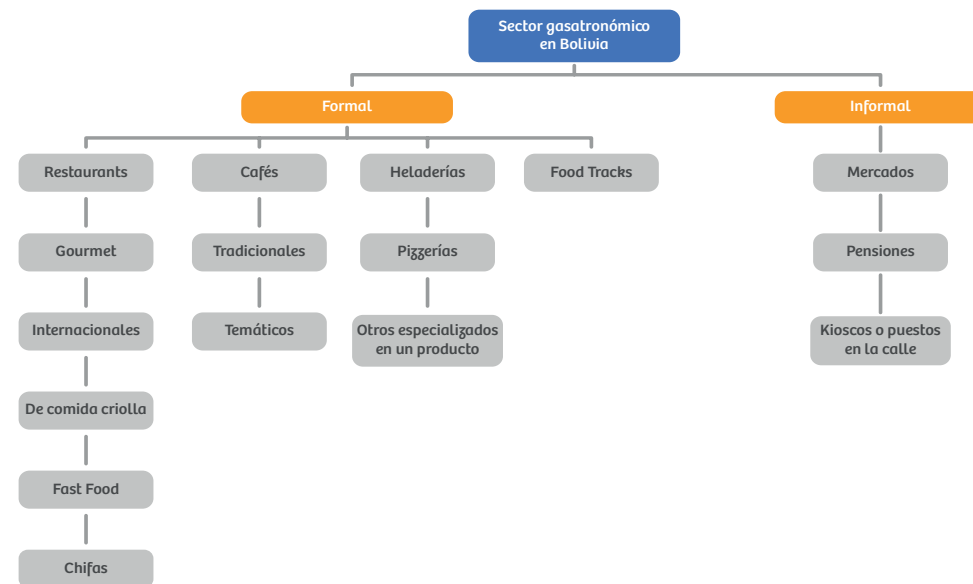 Sector gasatronómico
en Bolivia
Formal
Informal
Restaurants
Cafés
Heladerías
Food Tracks
Mercados
Gourmet
Tradicionales
Pizzerías
Pensiones
Internacionales
Temáticos
Otros especializados
en un producto
Kioscos o puestos
en la calle
De comida criolla
Fast Food
Chifas